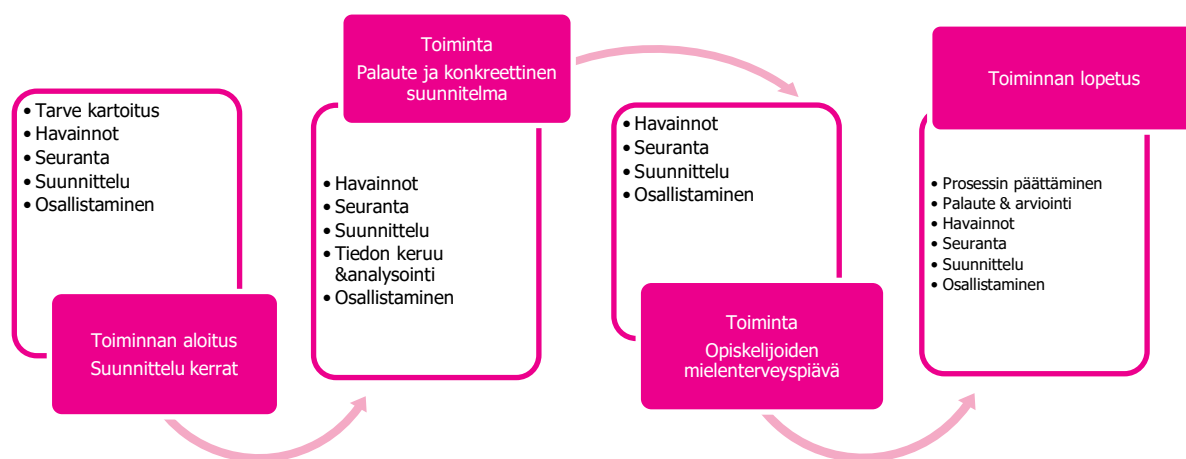 • Tarve kartoitus
• Havainnot
• Seuranta
• Suunnittelu
• Osallistaminen
Toiminnan aloitus
Suunnittelu kerrat
Toiminta
Palaute ja konkreettinen
suunnitelma
• Havainnot
• Seuranta
• Suunnittelu
• Tiedon keruu
&analysointi
• Osallistaminen
• Havainnot
• Seuranta
• Suunnittelu
• Osallistaminen
Toiminta
Opiskelijoiden
mielenterveyspiävä
Toiminnan lopetus
• Prosessin päättäminen
• Palaute & arviointi
• Havainnot
• Seuranta
• Suunnittelu
• Osallistaminen